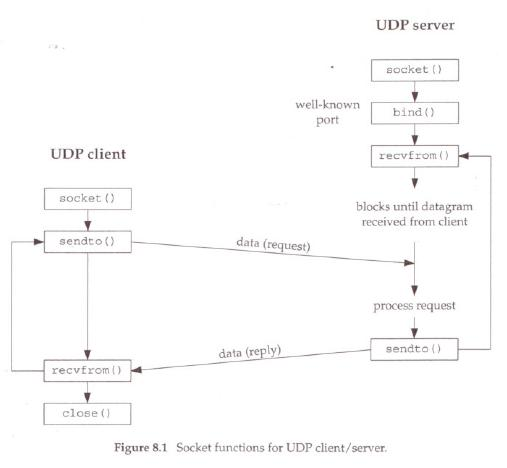 UDP server
socket()
well-known
port
bind()
recvfrom()
UDP client
blocks until datagram
received from client
socket()
sendto()
data (request)
process request
data (reply)
sendto()
recvfrom()
close()
Figure 8.1 Socket functions for UDP client/server.